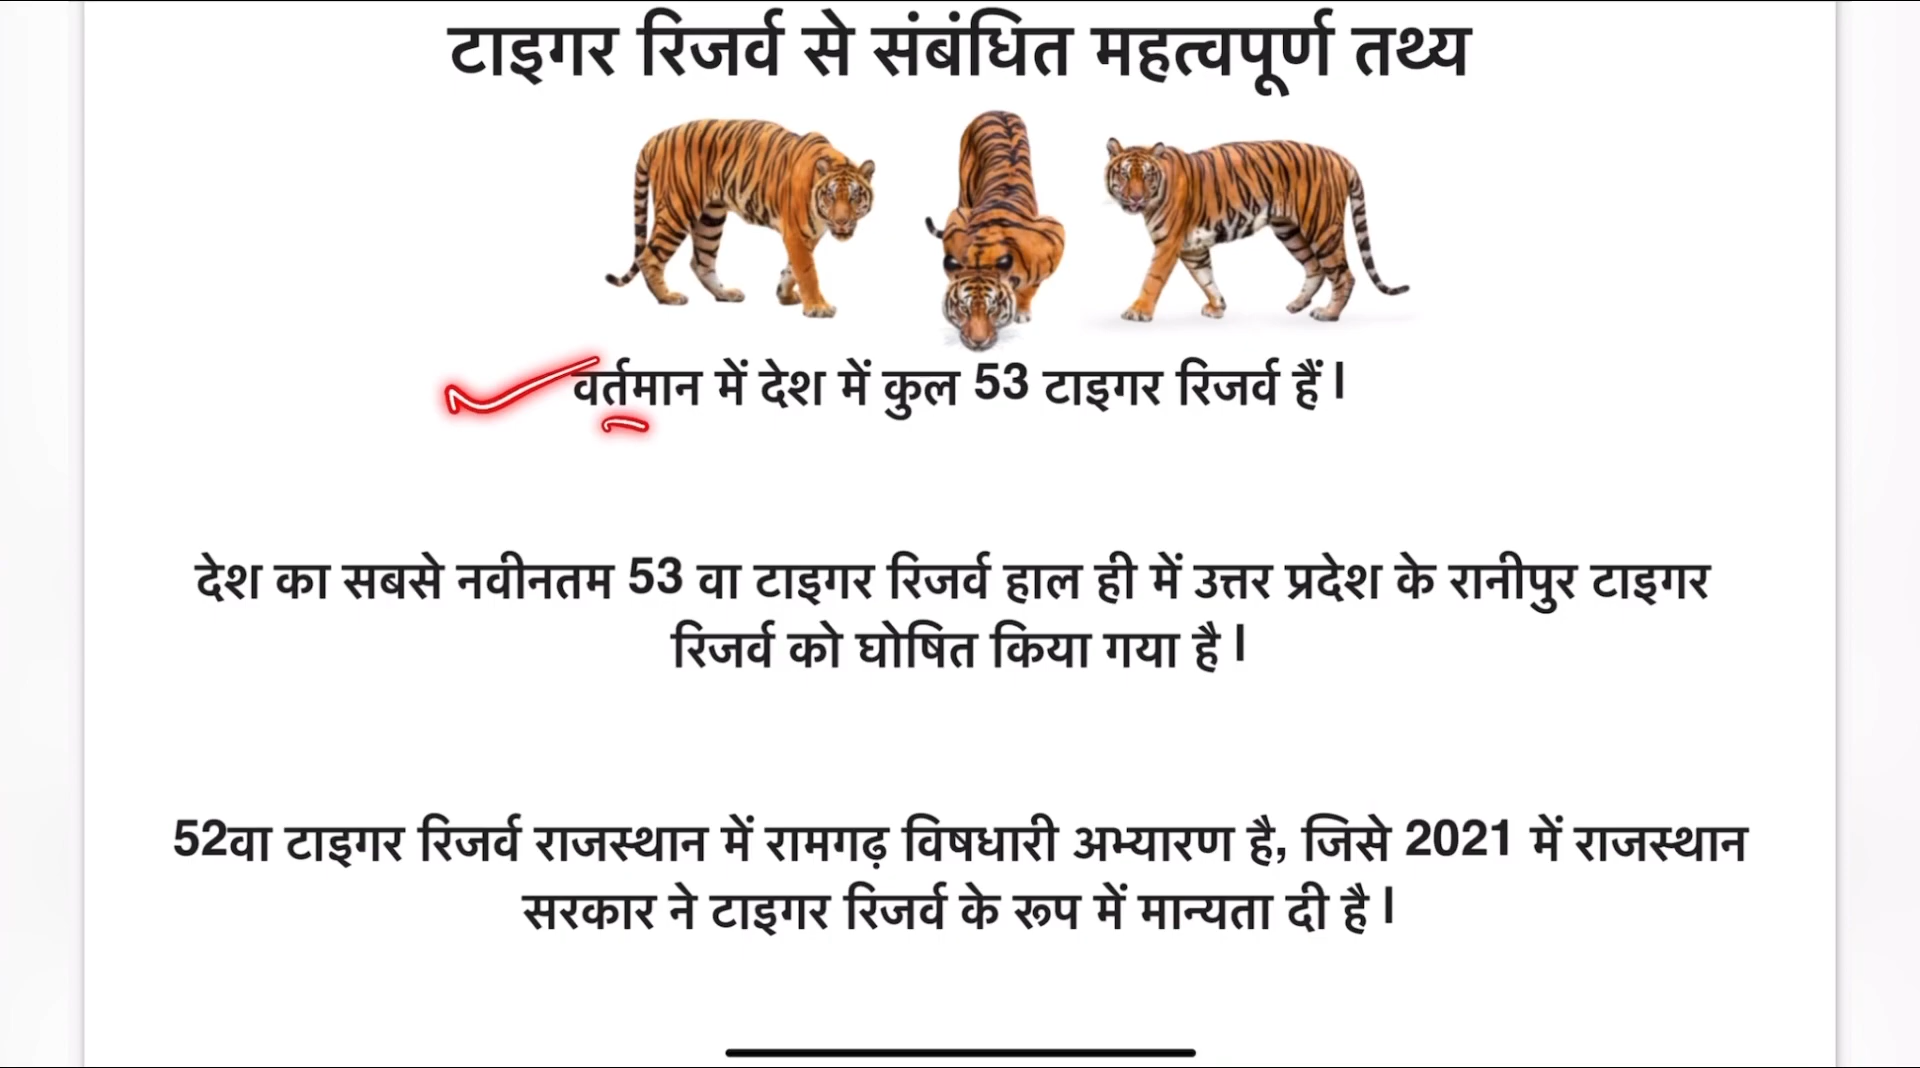 टाइगर रिजर्व से संबंधित महत्वपूर्ण तथ्य
वर्तमान में देश में कुल 53 टाइगर रिजर्व हैं।
देश का सबसे नवीनतम 53 वा टाइगर रिजर्व हाल ही में उत्तर प्रदेश के रानीपुर टाइगर
रिजर्व को घोषित किया गया है।
52वा टाइगर रिजर्व राजस्थान में रामगढ़ विषधारी अभ्यारण है, जिसे 2021 में राजस्थान
सरकार ने टाइगर रिजर्व के रूप में मान्यता दी है।